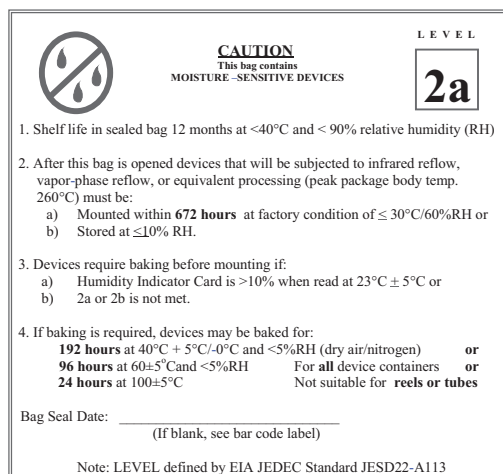 LEVEL
CAUTION
This bag contains
MOISTURE –SENSITIVE DEVICES
2a
1. Shelf life in sealed bag 12 months at <40°C and < 90% relative humidity (RH)
2. After this bag is opened devices that will be subjected to infrared reflow,
vapor-phase reflow, or equivalent processing (peak package body temp.
260°C) must be:
a) Mounted within 672 hours at factory condition of ≤ 30°C/60%RH or
b) Stored at ≤10% RH.
3. Devices require baking before mounting if:
a) Humidity Indicator Card is >10% when read at 23°C ± 5°C or
b) 2a or 2b is not met.
4. If baking is required, devices may be baked for:
192 hours at 40°C + 5°C/-0°C and <5%RH (dry air/nitrogen) or
96 hours at 60±5°Cand <5%RH For all device containers or
24 hours at 100±5°C Not suitable for reels or tubes
Bag Seal Date: ______________________________
(If blank, see bar code label)
Note: LEVEL defined by EIA JEDEC Standard JESD22-A113